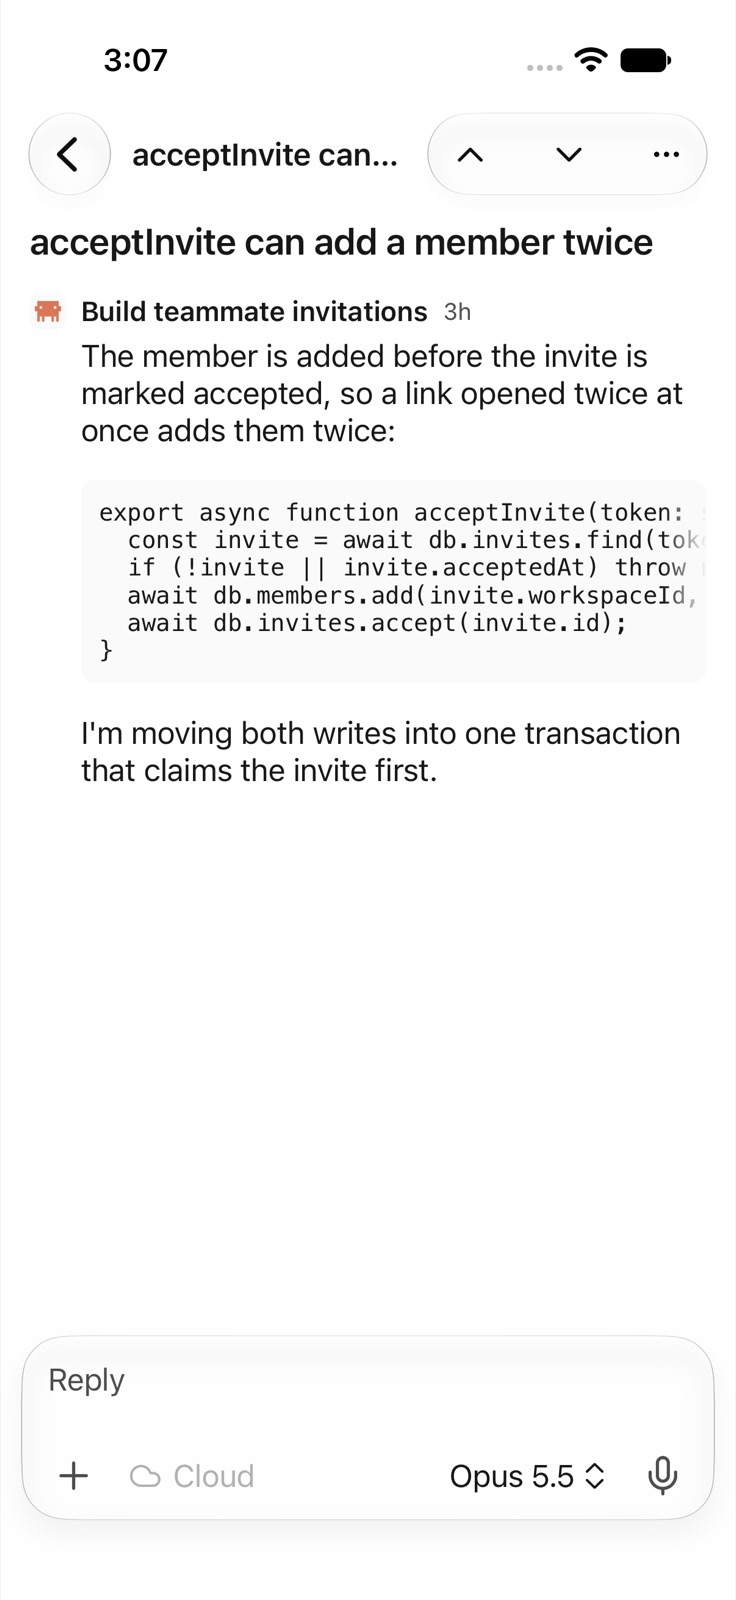 3:07
acceptInvite can...
acceptInvite can add a member twice
Build teammate invitations 3h
The member is added before the invite is
marked accepted, so a link opened twice at
once adds them twice:
export async function acceptInvite(token:
const invite = await db.invites.find(tok
if (!invite || invite.acceptedAt) throw
await db.members.add(invite.workspaceId,
await db.invites.accept(invite.id);
}
I'm moving both writes into one transaction
that claims the invite first.
Reply
Cloud
Opus 5.5